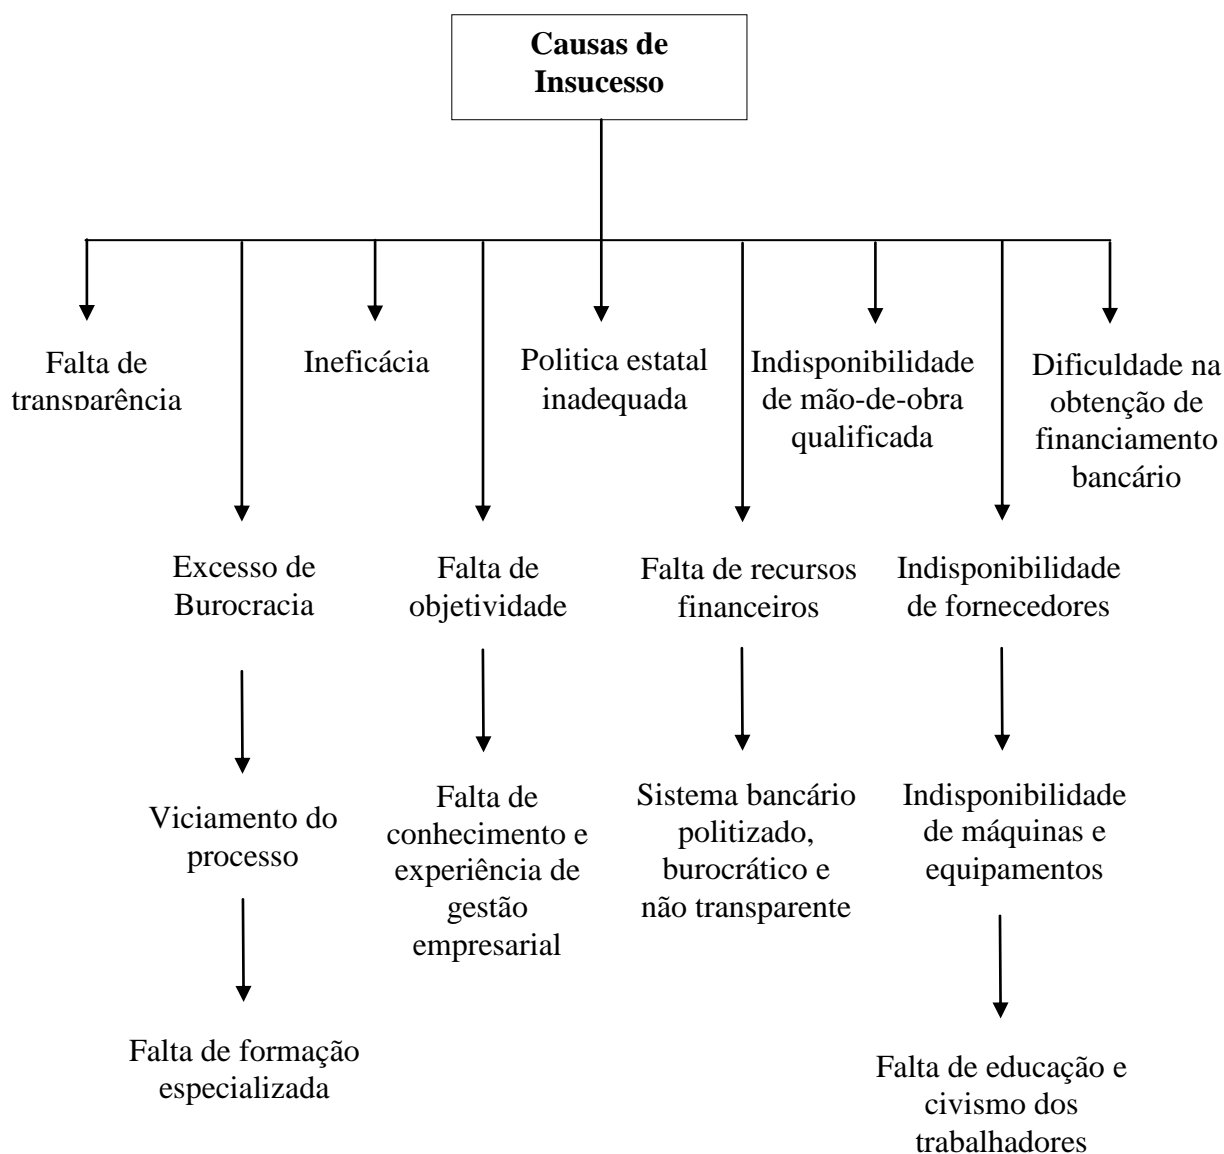 Causas de
Insucesso
Falta de
transparência
Ineficácia
Politica estatal
inadequada
Indisponibilidade
de mão-de-obra
qualificada
Dificuldade na
obtenção de
financiamento
bancário
Excesso de
Burocracia
Falta de
objetividade
Falta de recursos
financeiros
Indisponibilidade
de fornecedores
Viciamento do
processo
Falta de
conhecimento e
experiência de
gestão
empresarial
Sistema bancário
politizado,
burocrático e
não transparente
Indisponibilidade
de máquinas e
equipamentos
Falta de formação
especializada
Falta de educação e
civismo dos
trabalhadores